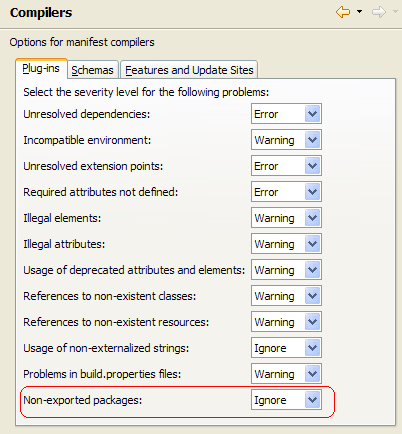 Compilers
Options for manifest compilers
Plug-ins Schemas Features and Update Sites
Select the severity level for the following problems:
Unresolved dependencies: Error
Incompatible environment: Warning
Unresolved extension points: Error
Required attributes not defined: Error
Illegal elements: Warning
Illegal attributes: Warning
Usage of deprecated attributes and elements: Warning
References to non-existent classes: Warning
References to non-existent resources: Warning
Usage of non-externalized strings: Ignore
Problems in build.properties files: Warning
Non-exported packages: Ignore